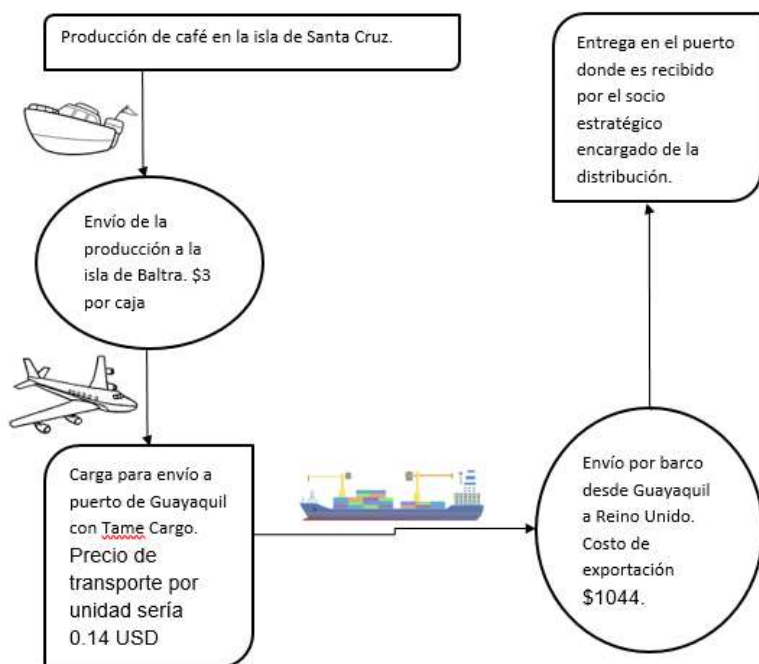 Producción de café en la isla de Santa Cruz.
Envío de la
producción a la
isla de Baltra. $3
por caja
Carga para envío a
puerto de Guayaquil
con Tame Cargo.
Precio de
transporte por
unidad sería
0.14 USD
Envío por barco
desde Guayaquil
a Reino Unido.
Costo de
exportación
$1044.
Entrega en el puerto
donde es recibido
por el socio
estratégico
encargado de la
distribución.